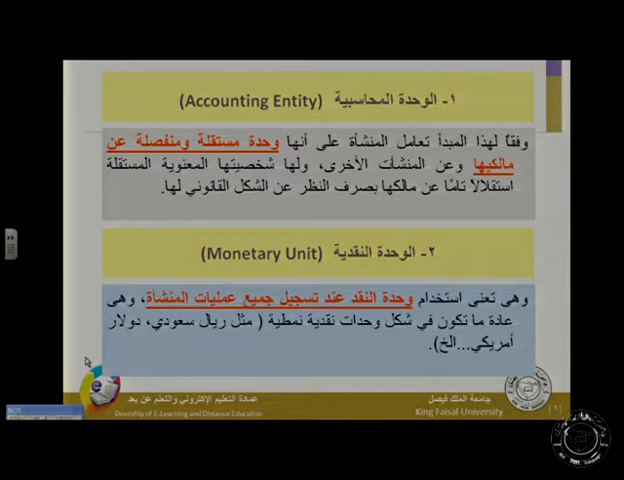 ١- الوحدة المحاسبية (Accounting Entity)
وفقاً لهذا المبدأ تعامل المنشأة على أنها وحدة مستقلة ومنفصلة عن
مالكيها وعن المنشآت الأخرى، ولها شخصيتها المعنوية المستقلة
استقلالاً تامًا عن مالكها بصرف النظر عن الشكل القانوني لها.
٢- الوحدة النقدية (Monetary Unit)
وهى تعنى استخدام وحدة النقد عند تسجيل جميع عمليات المنشأة، وهى
عادة ما تكون في شكل وحدات نقدية نمطية ( مثل ريال سعودي، دولار
أمريكي...الخ).
جامعة الملك فيصل
King Faisal University
عمادة التعليم الإلكتروني والتعلم عن بعد
Deanship of E-Learning and Distance Education